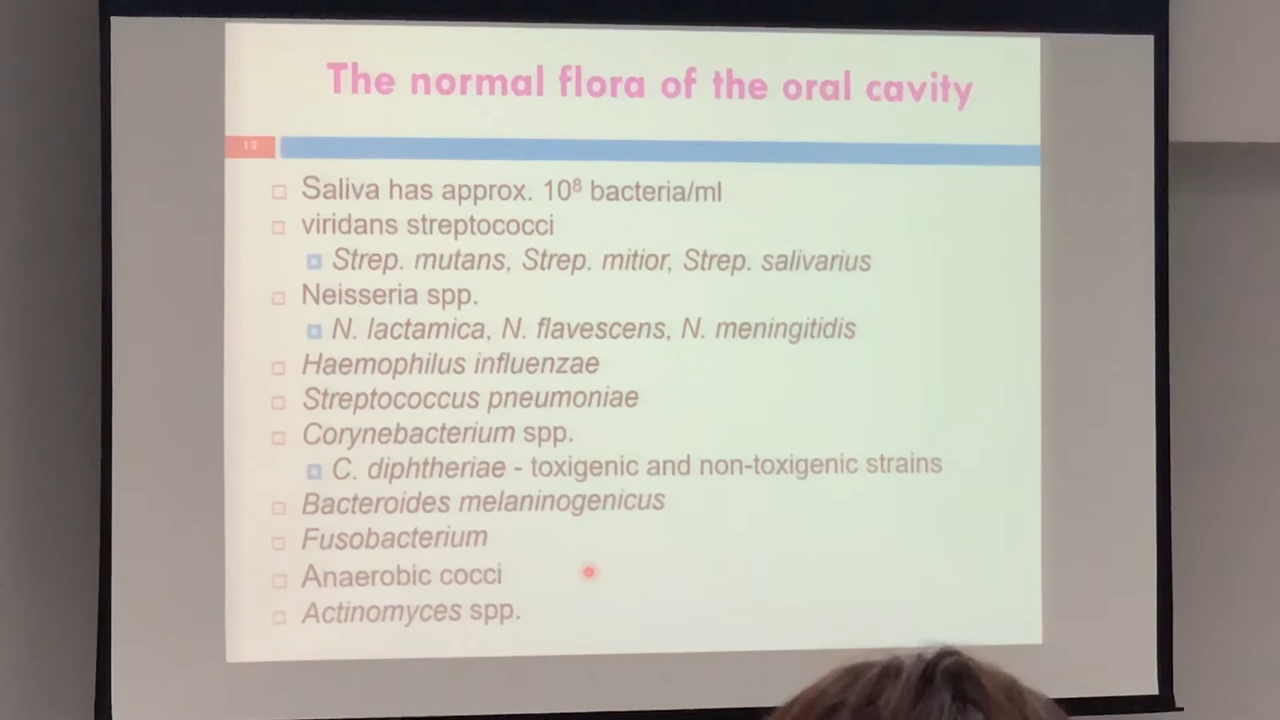 The normal flora of the oral cavity
12
Saliva has approx. 10⁸ bacteria/ml
viridans streptococci
Strep. mutans, Strep. mitior, Strep. salivarius
Neisseria spp.
N. lactamica, N. flavescens, N. meningitidis
Haemophilus influenzae
Streptococcus pneumoniae
Corynebacterium spp.
C. diphtheriae - toxigenic and non-toxigenic strains
Bacteroides melaninogenicus
Fusobacterium
Anaerobic cocci
Actinomyces spp.